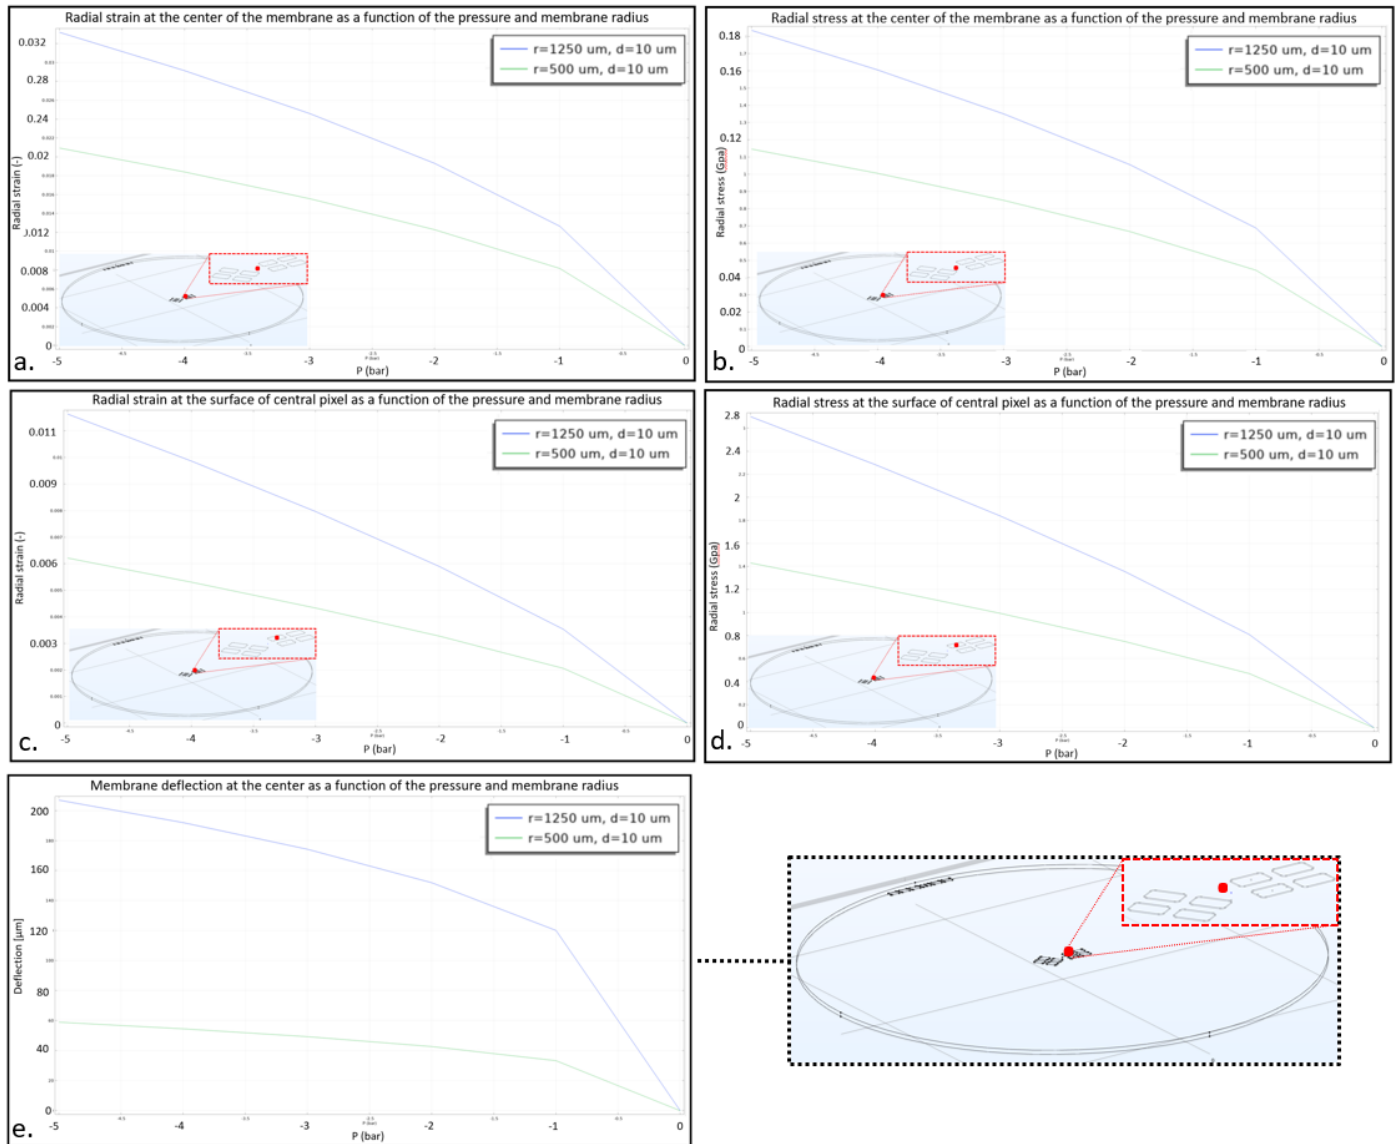 Radial strain at the center of the membrane as a function of the pressure and membrane radius
r=1250 um, d=10 um
r=500 um, d=10 um
0.032
0.28
0.24
0.02
0.012
0.008
0.004
0
Radial strain (-)
-5
-4
-3
-2
-1
0
P (bar)
a.
Radial stress at the center of the membrane as a function of the pressure and membrane radius
r=1250 um, d=10 um
r=500 um, d=10 um
0.18
0.16
0.12
0.04
0.02
0
Radial stress (Gpa)
-5
-4
-3
-2
-1
0
P (bar)
b.
Radial strain at the surface of central pixel as a function of the pressure and membrane radius
r=1250 um, d=10 um
r=500 um, d=10 um
0.011
0.009
0.006
0.003
0
Radial strain (-)
-5
-4
-3
-2
-1
0
P (bar)
c.
Radial stress at the surface of central pixel as a function of the pressure and membrane radius
r=1250 um, d=10 um
r=500 um, d=10 um
2.8
2.4
2
1.6
1.2
0.8
0.4
0
Radial stress (Gpa)
-5
-4
-3
-2
-1
0
P (bar)
d.
Membrane deflection at the center as a function of the pressure and membrane radius
r=1250 um, d=10 um
r=500 um, d=10 um
200
160
120
80
40
0
Deflection [μm]
-5
-4
-3
-2
-1
0
P (bar)
e.